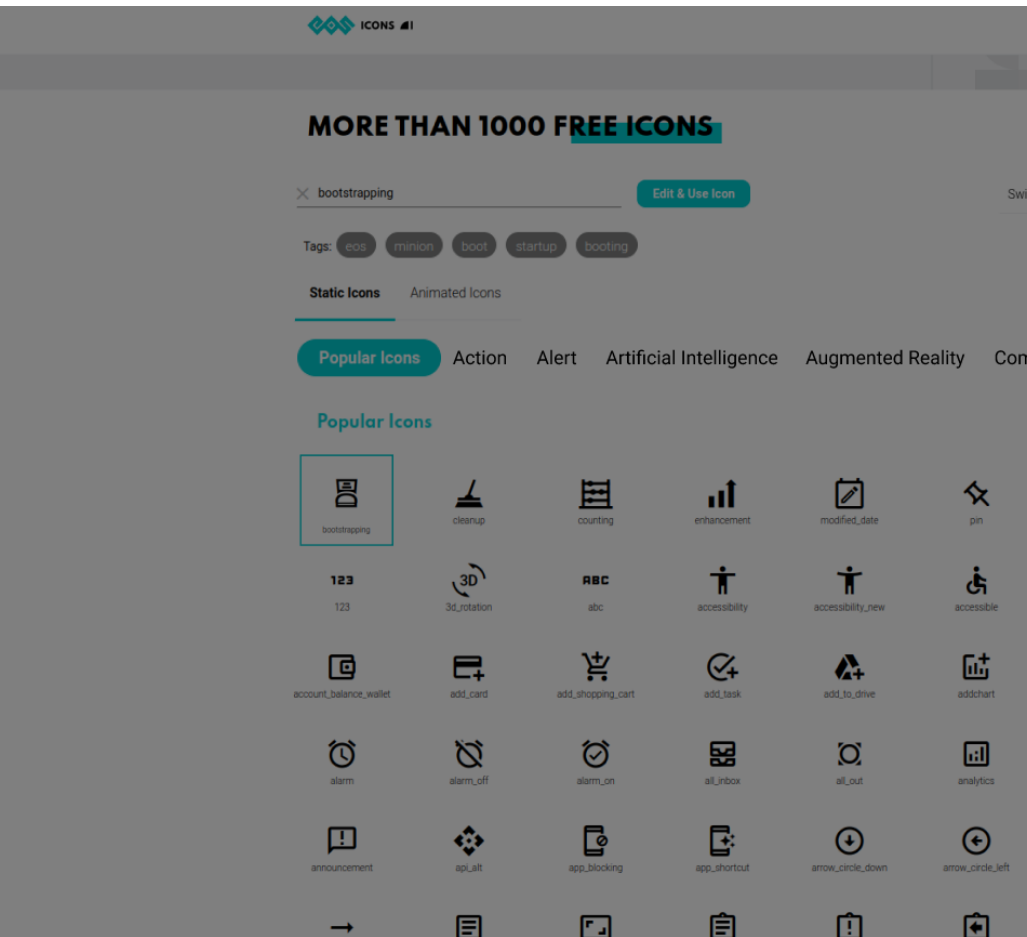 eos ICONS
MORE THAN 1000 FREE ICONS
bootstrapping
Edit & Use Icon
Swi
Tags: eos minion boot startup booting
Static Icons Animated Icons
Popular Icons Action Alert Artificial Intelligence Augmented Reality Con
Popular Icons
bootstrapping cleanup counting enhancement modified_date pin
123 3D ABC
123 3d_rotation abc accessibility accessibility_new accessible
account_balance_wallet add_card add_shopping_cart add_task add_to_drive addchart
alarm alarm_off alarm_on all_inbox all_out analytics
announcement api_alt app_blocking app_shortcut arrow_circle_down arrow_circle_left